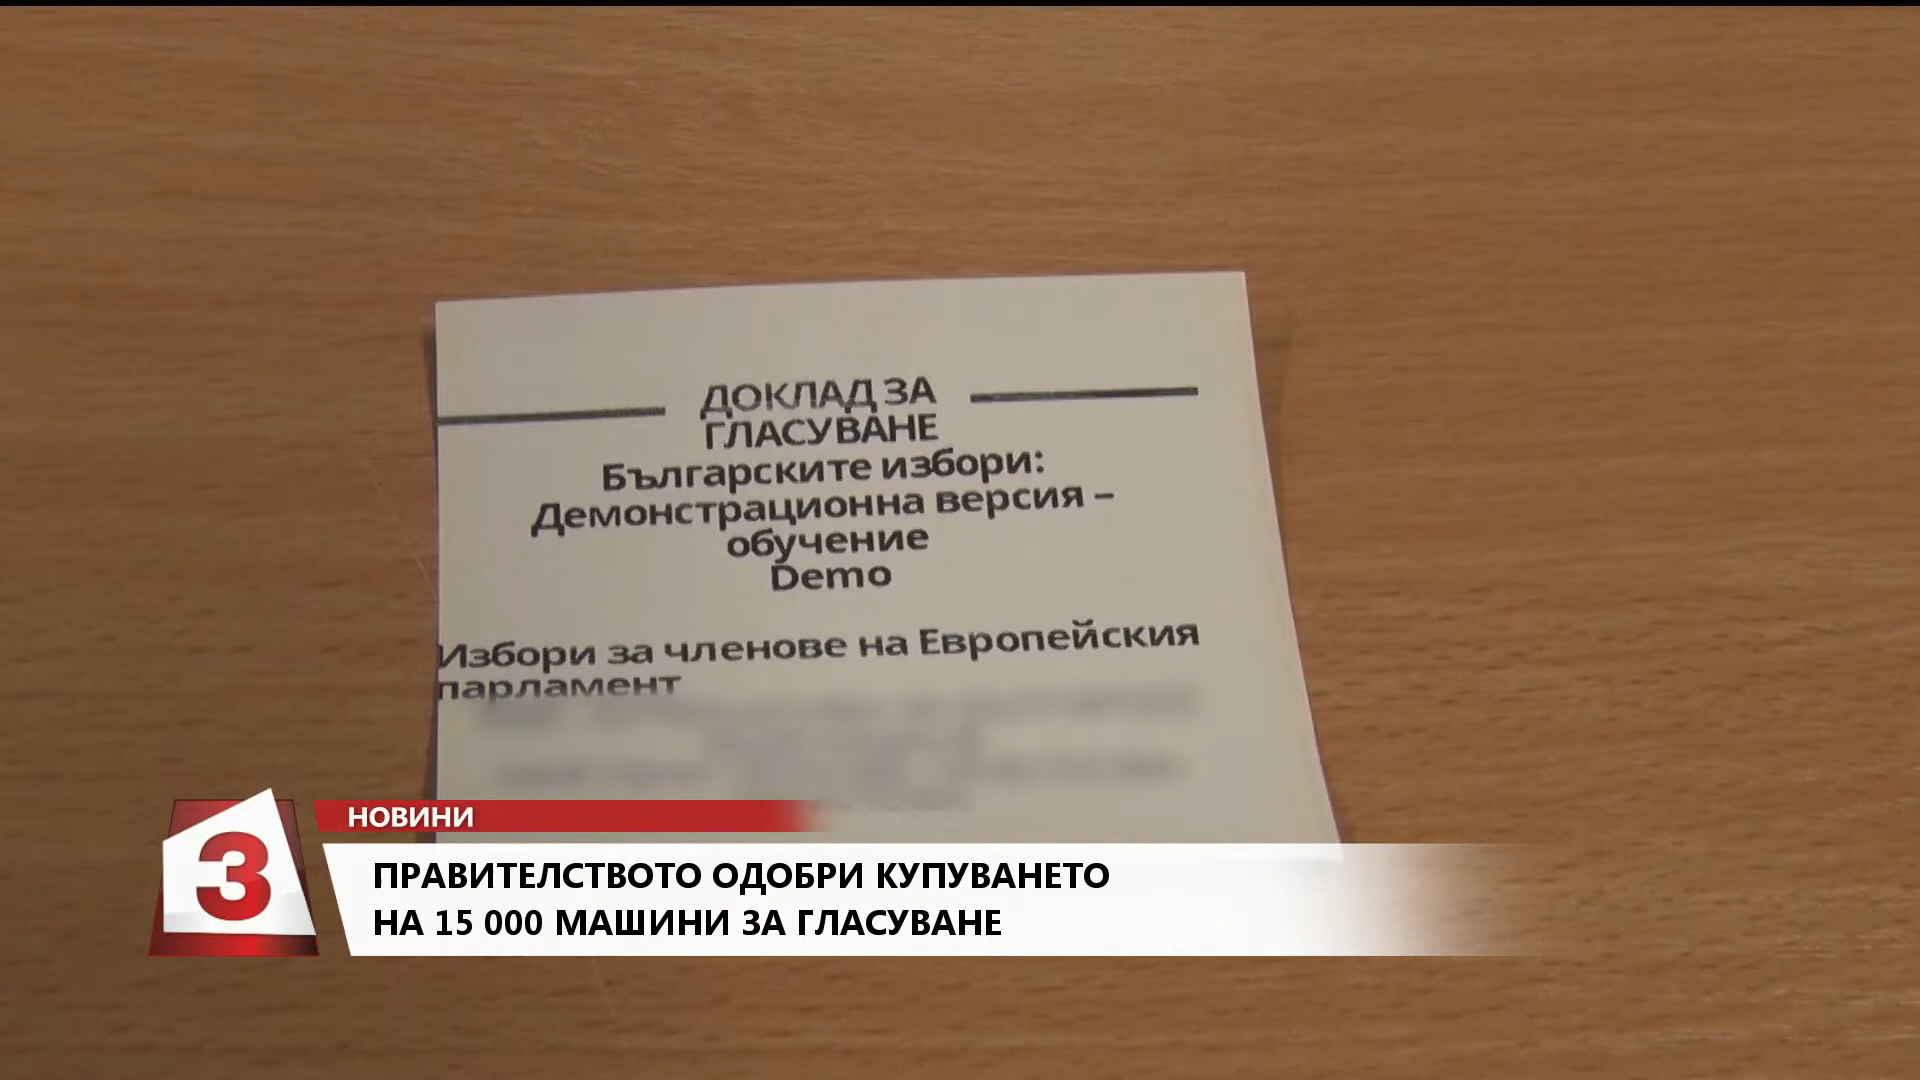 ДОКЛАД ЗА
ГЛАСУВАНЕ
Българските избори:
Демонстрационна версия –
обучение
Demo
Избори за членове на Европейския
парламент
НОВИНИ
3
ПРАВИТЕЛСТВОТО ОДОБРИ КУПУВАНЕТО
НА 15 000 МАШИНИ ЗА ГЛАСУВАНЕ